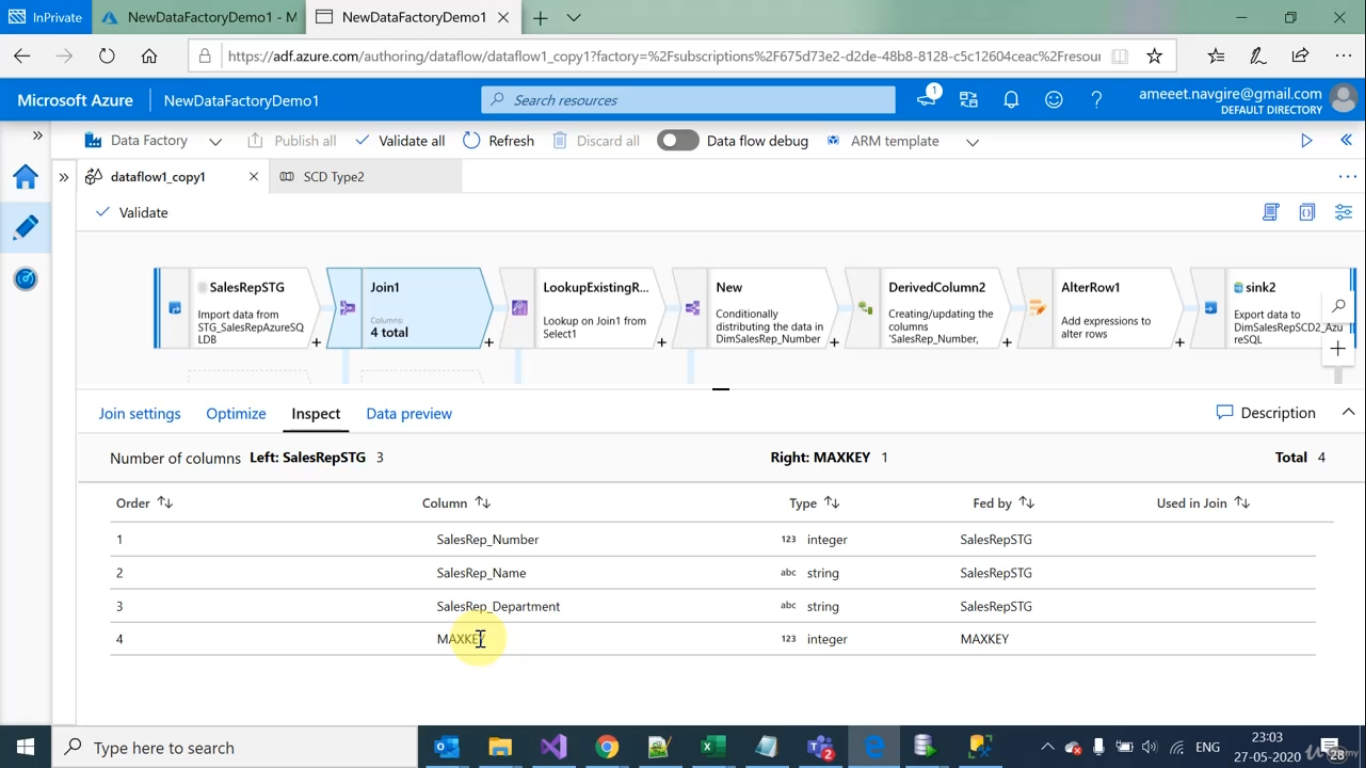 InPrivate
NewDataFactoryDemo1 - M
NewDataFactoryDemo1
https://adf.azure.com/authoring/dataflow/dataflow1_copy1?factory=%2Fsubscriptions%2F675d73e2-d2de-48b8-8128-c5c12604ceac%2Fresour
Microsoft Azure
NewDataFactoryDemo1
Search resources
1
ameeet.navgire@gmail.com
DEFAULT DIRECTORY
Data Factory
Publish all
Validate all
Refresh
Discard all
Data flow debug
ARM template
dataflow1_copy1
SCD Type2
Validate
SalesRepSTG
Import data from
STG_SalesRepAzureSQ
LDB
Join1
Columns:
4 total
LookupExistingR...
Lookup on Join1 from
Select1
New
Conditionally
distributing the data in
DimSalesRep_Number
DerivedColumn2
Creating/updating the
columns
'SalesRep_Number,
AlterRow1
Add expressions to
alter rows
sink2
Export data to
DimSalesRepSCD2_Azu
reSQL
Join settings
Optimize
Inspect
Data preview
Description
Number of columns Left: SalesRepSTG 3
Right: MAXKEY 1
Total 4
Order Column Type Fed by Used in Join
1 SalesRep_Number 123 integer SalesRepSTG
2 SalesRep_Name abc string SalesRepSTG
3 SalesRep_Department abc string SalesRepSTG
4 MAXKEY 123 integer MAXKEY
Type here to search
2
ENG
23:03
27-05-2020
28